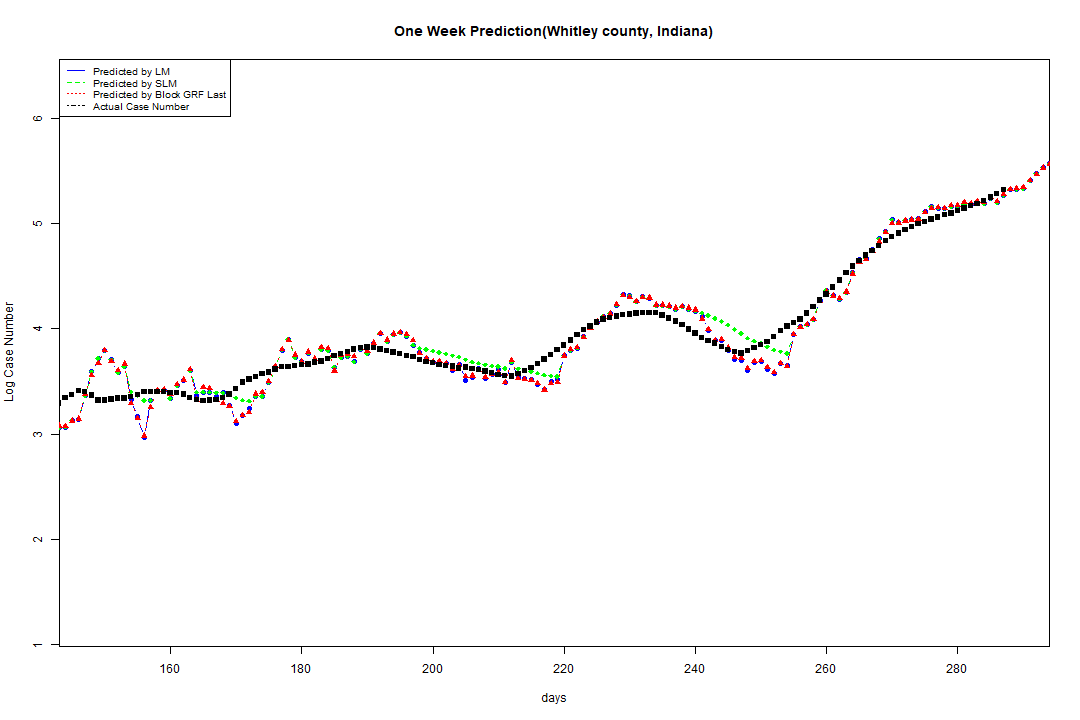 One Week Prediction(Whitley county, Indiana)
Predicted by LM
Predicted by SLM
Predicted by Block GRF Last
Actual Case Number
Log Case Number
6
5
4
3
2
1
160 180 200 220 240 260 280
days